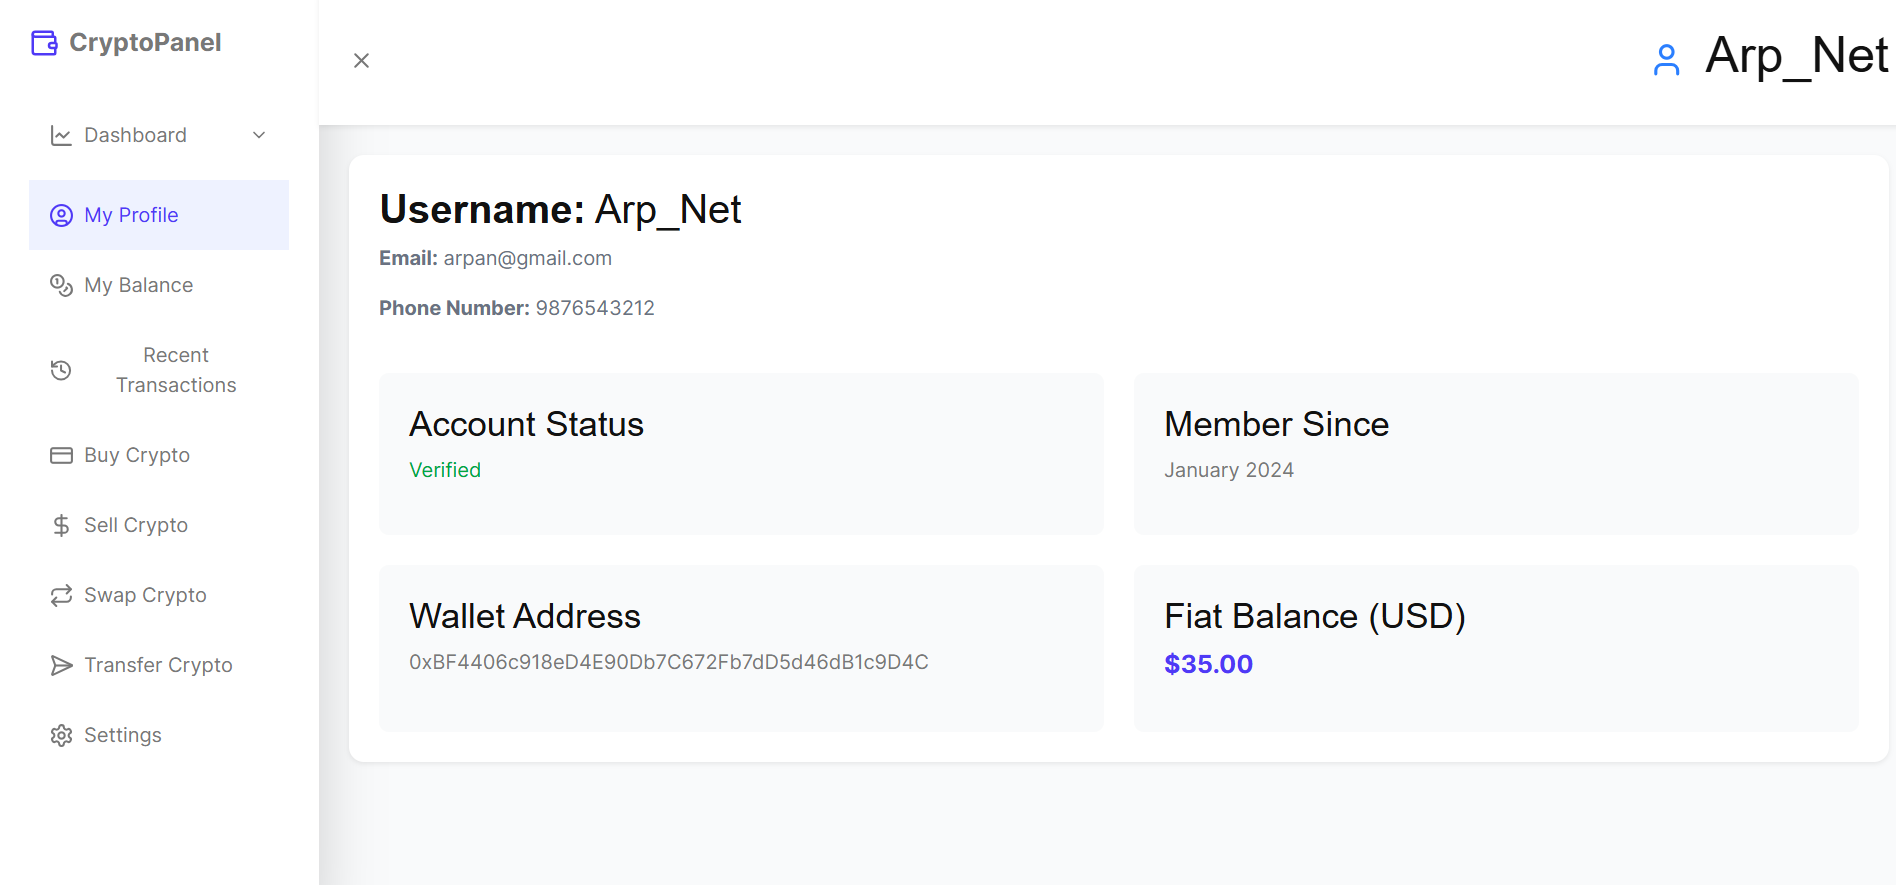 CryptoPanel
Arp_Net
Dashboard
My Profile
My Balance
Recent
Transactions
Buy Crypto
Sell Crypto
Swap Crypto
Transfer Crypto
Settings
Username: Arp_Net
Email: arpan@gmail.com
Phone Number: 9876543212
Account Status
Verified
Member Since
January 2024
Wallet Address
0xBF4406c918eD4E90Db7C672Fb7dD5d46dB1c9D4C
Fiat Balance (USD)
$35.00